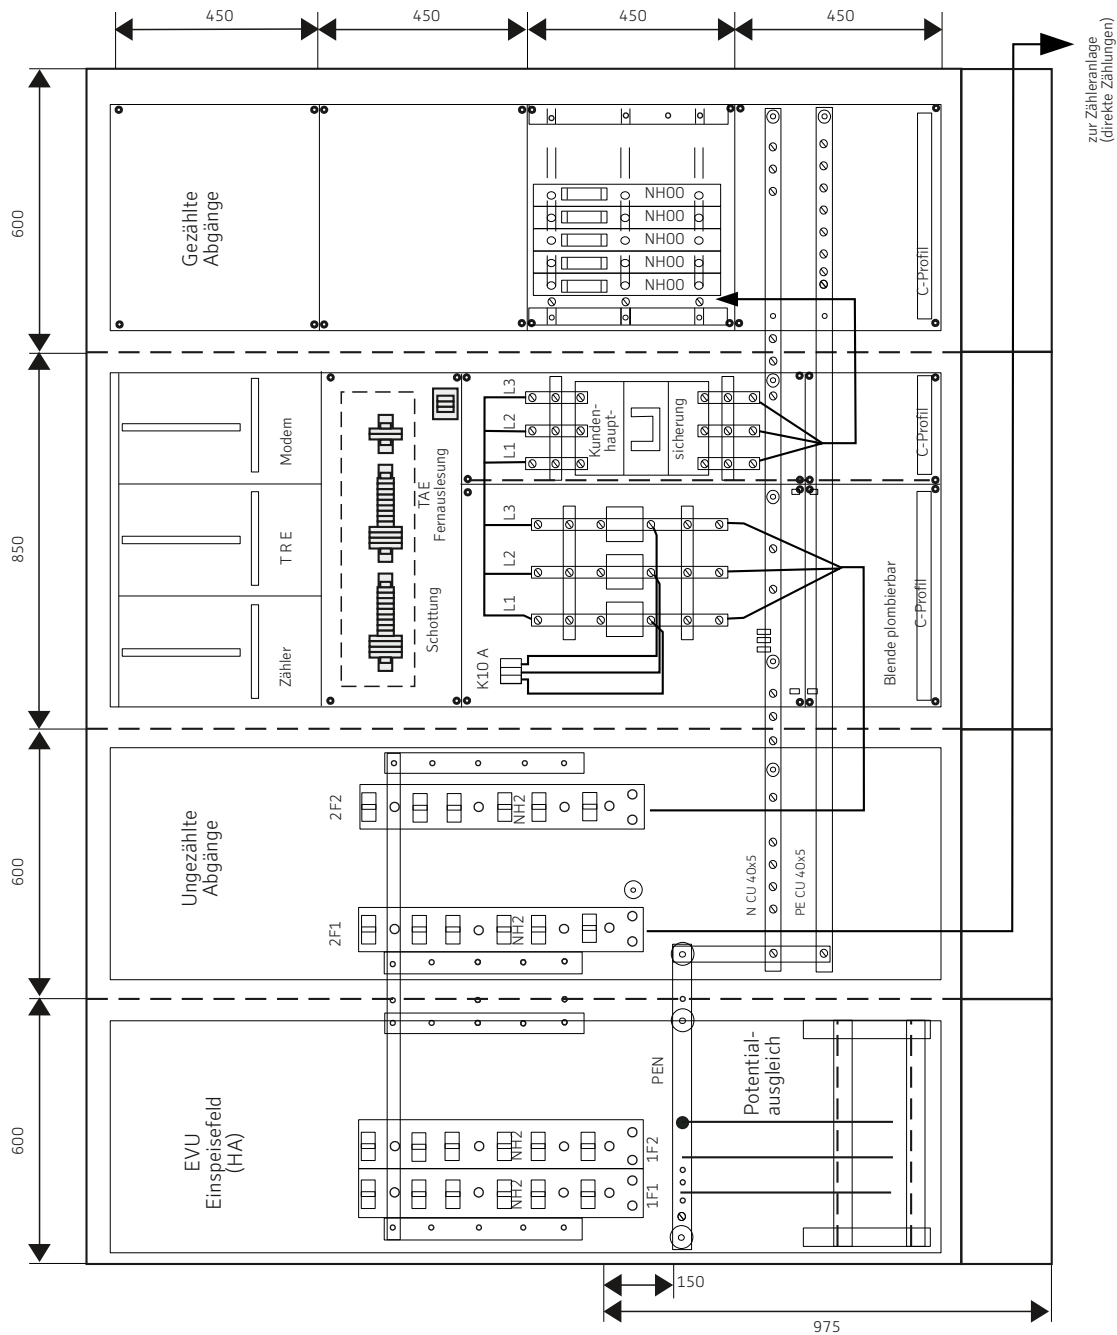 450
450
450
450
zur Zähleranlage
(direkte Zählungen)
600
Gezählte
Abgänge
NH00
NH00
NH00
NH00
NH00
C-Profil
850
Modem
TRE
Zähler
TAE
Fernauslesung
Schottung
L3
L2
L1
Kunden-
haupt-
sicherung
C-Profil
L3
L2
L1
K10 A
Blende plombierbar
C-Profil
600
Ungezählte
Abgänge
2F2
NH2
2F1
NH2
N CU 40x5
PE CU 40x5
600
EVU
Einspeisefeld
(HA)
NH2
1F2
NH2
1F1
PEN
Potential-
ausgleich
150
975